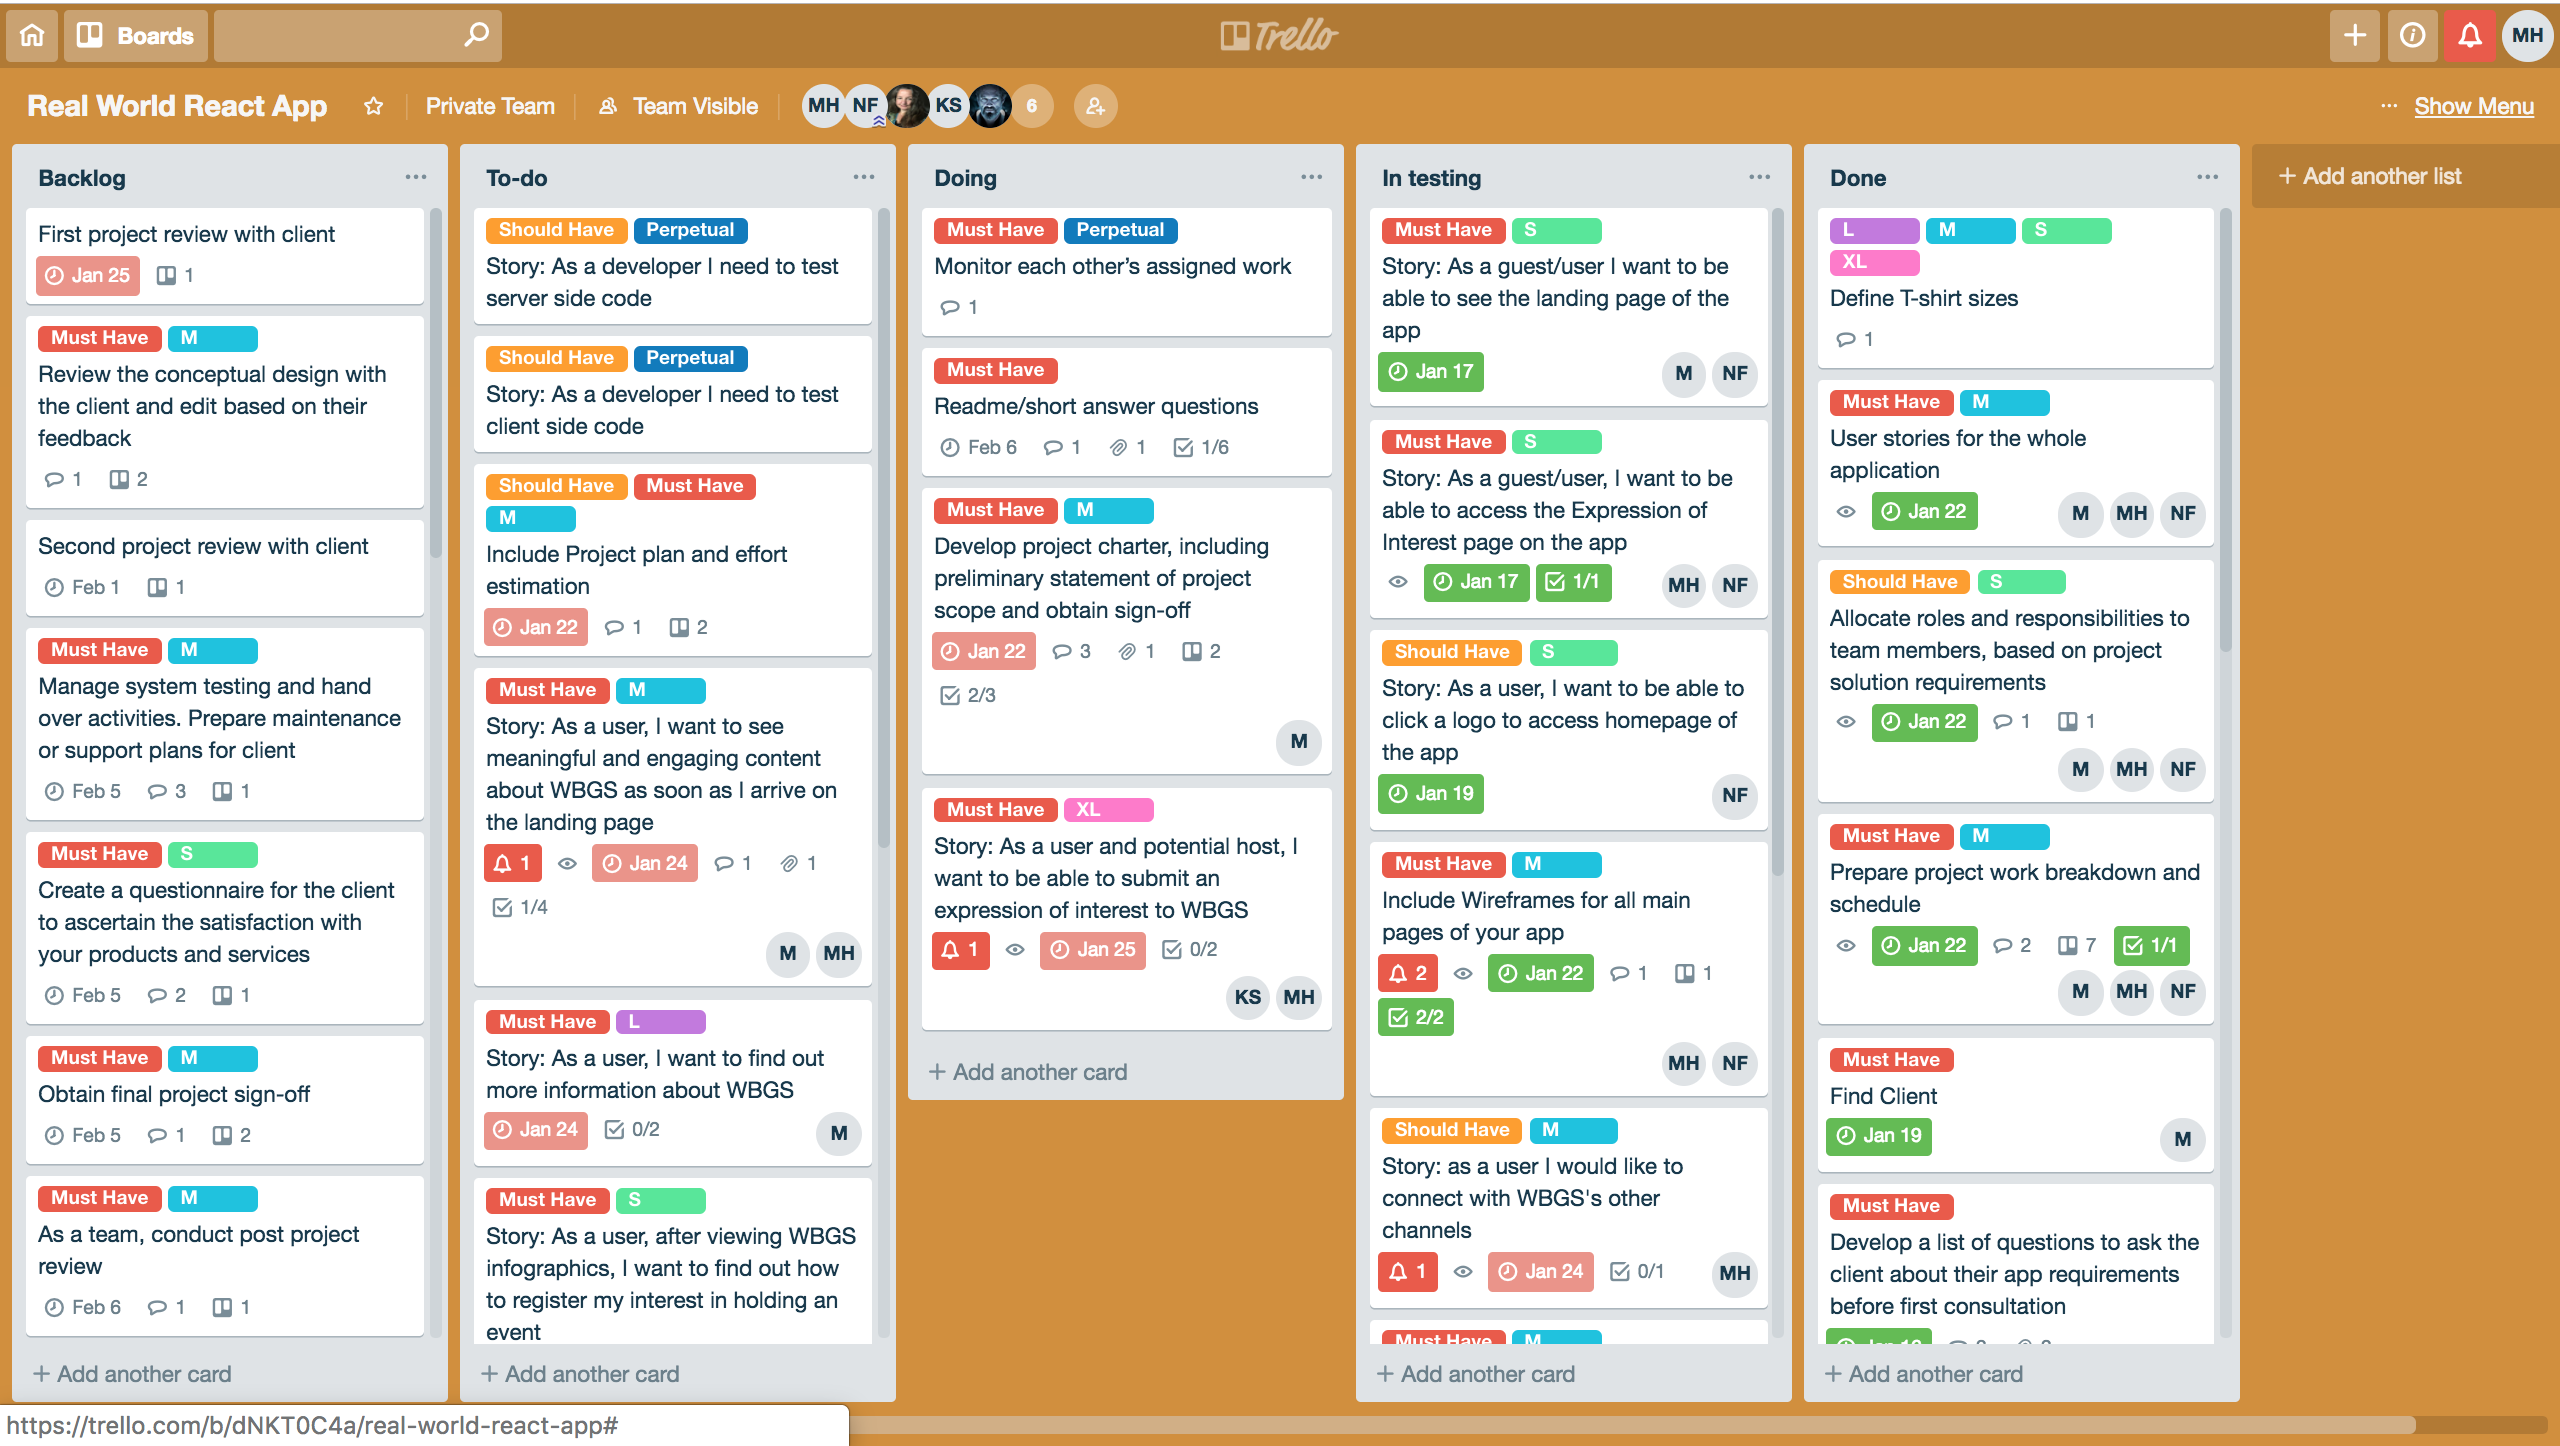 Boards
Trello
MH
Real World React App
Private Team
Team Visible
MH NF KS 6
··· Show Menu
Backlog
First project review with client
Jan 25 1
Must Have M
Review the conceptual design with
the client and edit based on their
feedback
1 2
Second project review with client
Feb 1 1
Must Have M
Manage system testing and hand
over activities. Prepare maintenance
or support plans for client
Feb 5 3 1
Must Have S
Create a questionnaire for the client
to ascertain the satisfaction with
your products and services
Feb 5 2 1
Must Have M
Obtain final project sign-off
Feb 5 1 2
Must Have M
As a team, conduct post project
review
Feb 6 1 1
+ Add another card
To-do
Should Have Perpetual
Story: As a developer I need to test
server side code
Should Have Perpetual
Story: As a developer I need to test
client side code
Should Have Must Have
M
Include Project plan and effort
estimation
Jan 22 1 2
Must Have M
Story: As a user, I want to see
meaningful and engaging content
about WBGS as soon as I arrive on
the landing page
1 Jan 24 1 1
1/4
M MH
Must Have L
Story: As a user, I want to find out
more information about WBGS
Jan 24 0/2 M
Must Have S
Story: As a user, after viewing WBGS
infographics, I want to find out how
to register my interest in holding an
event
+ Add another card
Doing
Must Have Perpetual
Monitor each other’s assigned work
1
Must Have
Readme/short answer questions
Feb 6 1 1 1/6
Must Have M
Develop project charter, including
preliminary statement of project
scope and obtain sign-off
Jan 22 3 1 2
2/3
M
Must Have XL
Story: As a user and potential host, I
want to be able to submit an
expression of interest to WBGS
1 Jan 25 0/2
KS MH
+ Add another card
In testing
Must Have S
Story: As a guest/user I want to be
able to see the landing page of the
app
Jan 17 M NF
Must Have S
Story: As a guest/user, I want to be
able to access the Expression of
Interest page on the app
Jan 17 1/1 MH NF
Should Have S
Story: As a user, I want to be able to
click a logo to access homepage of
the app
Jan 19 NF
Must Have M
Include Wireframes for all main
pages of your app
2 Jan 22 1 1
2/2
MH NF
Should Have M
Story: as a user I would like to
connect with WBGS's other
channels
1 Jan 24 0/1 MH
Must Have M
+ Add another card
Done
L M S
XL
Define T-shirt sizes
1
Must Have M
User stories for the whole
application
Jan 22 M MH NF
Should Have S
Allocate roles and responsibilities to
team members, based on project
solution requirements
Jan 22 1 1
M MH NF
Must Have M
Prepare project work breakdown and
schedule
Jan 22 2 7 1/1
M MH NF
Must Have
Find Client
Jan 19 M
Must Have
Develop a list of questions to ask the
client about their app requirements
before first consultation
+ Add another card
+ Add another list
https://trello.com/b/dNKT0C4a/real-world-react-app#